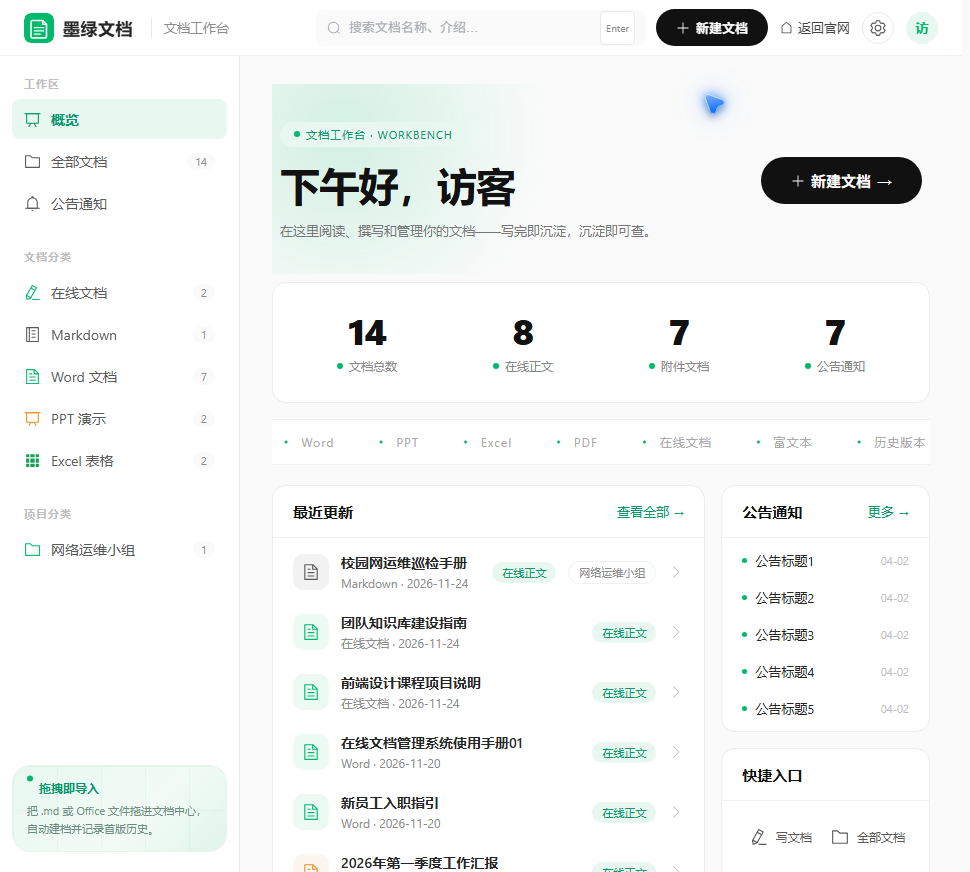 墨绿文档
文档工作台
搜索文档名称、介绍...
Enter
新建文档
返回官网
访
工作区
概览
全部文档 14
公告通知
文档分类
在线文档 2
Markdown 1
Word 文档 7
PPT 演示 2
Excel 表格 2
项目分类
网络运维小组 1
拖拽即导入
把 .md 或 Office 文件拖进文档中心，
自动建档并记录首版历史。
文档工作台 · WORKBENCH
下午好，访客
在这里阅读、撰写和管理你的文档——写完即沉淀，沉淀即可查。
新建文档 →
14 8 7 7
文档总数 在线正文 附件文档 公告通知
Word PPT Excel PDF 在线文档 富文本 历史版本
最近更新 查看全部 →
校园网运维巡检手册
Markdown · 2026-11-24
在线正文 网络运维小组
团队知识库建设指南
在线文档 · 2026-11-24
在线正文
前端设计课程项目说明
在线文档 · 2026-11-24
在线正文
在线文档管理系统使用手册01
Word · 2026-11-20
在线正文
新员工入职指引
Word · 2026-11-20
在线正文
2026年第一季度工作汇报
在线正文
公告通知 更多 →
公告标题1 04-02
公告标题2 04-02
公告标题3 04-02
公告标题4 04-02
公告标题5 04-02
快捷入口
写文档 全部文档